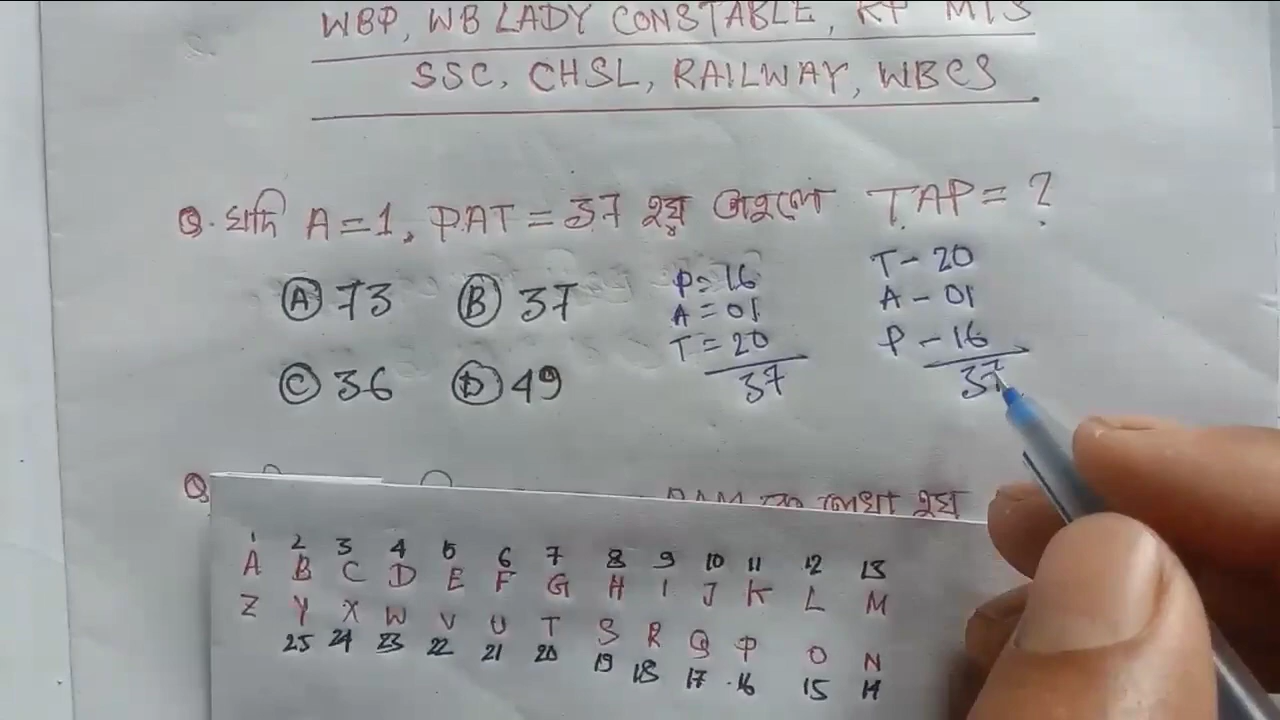 WBP, WB LADY CONSTABLE, KP MTS
SSC, CHSL, RAILWAY, WBCS
Q. যদি A=1, PAT = 37 হয় তাহলে TAP = ?
A 73 B 37
C 36 D 49
P = 16
A = 01
T = 20
37
T - 20
A - 01
P - 16
37
Q
লেখা হয়
1 2 3 4 5 6 7 8 9 10 11 12 13
A B C D E F G H I J K L M
Z Y X W V U T S R Q P O N
25 24 23 22 21 20 19 18 17 16 15 14